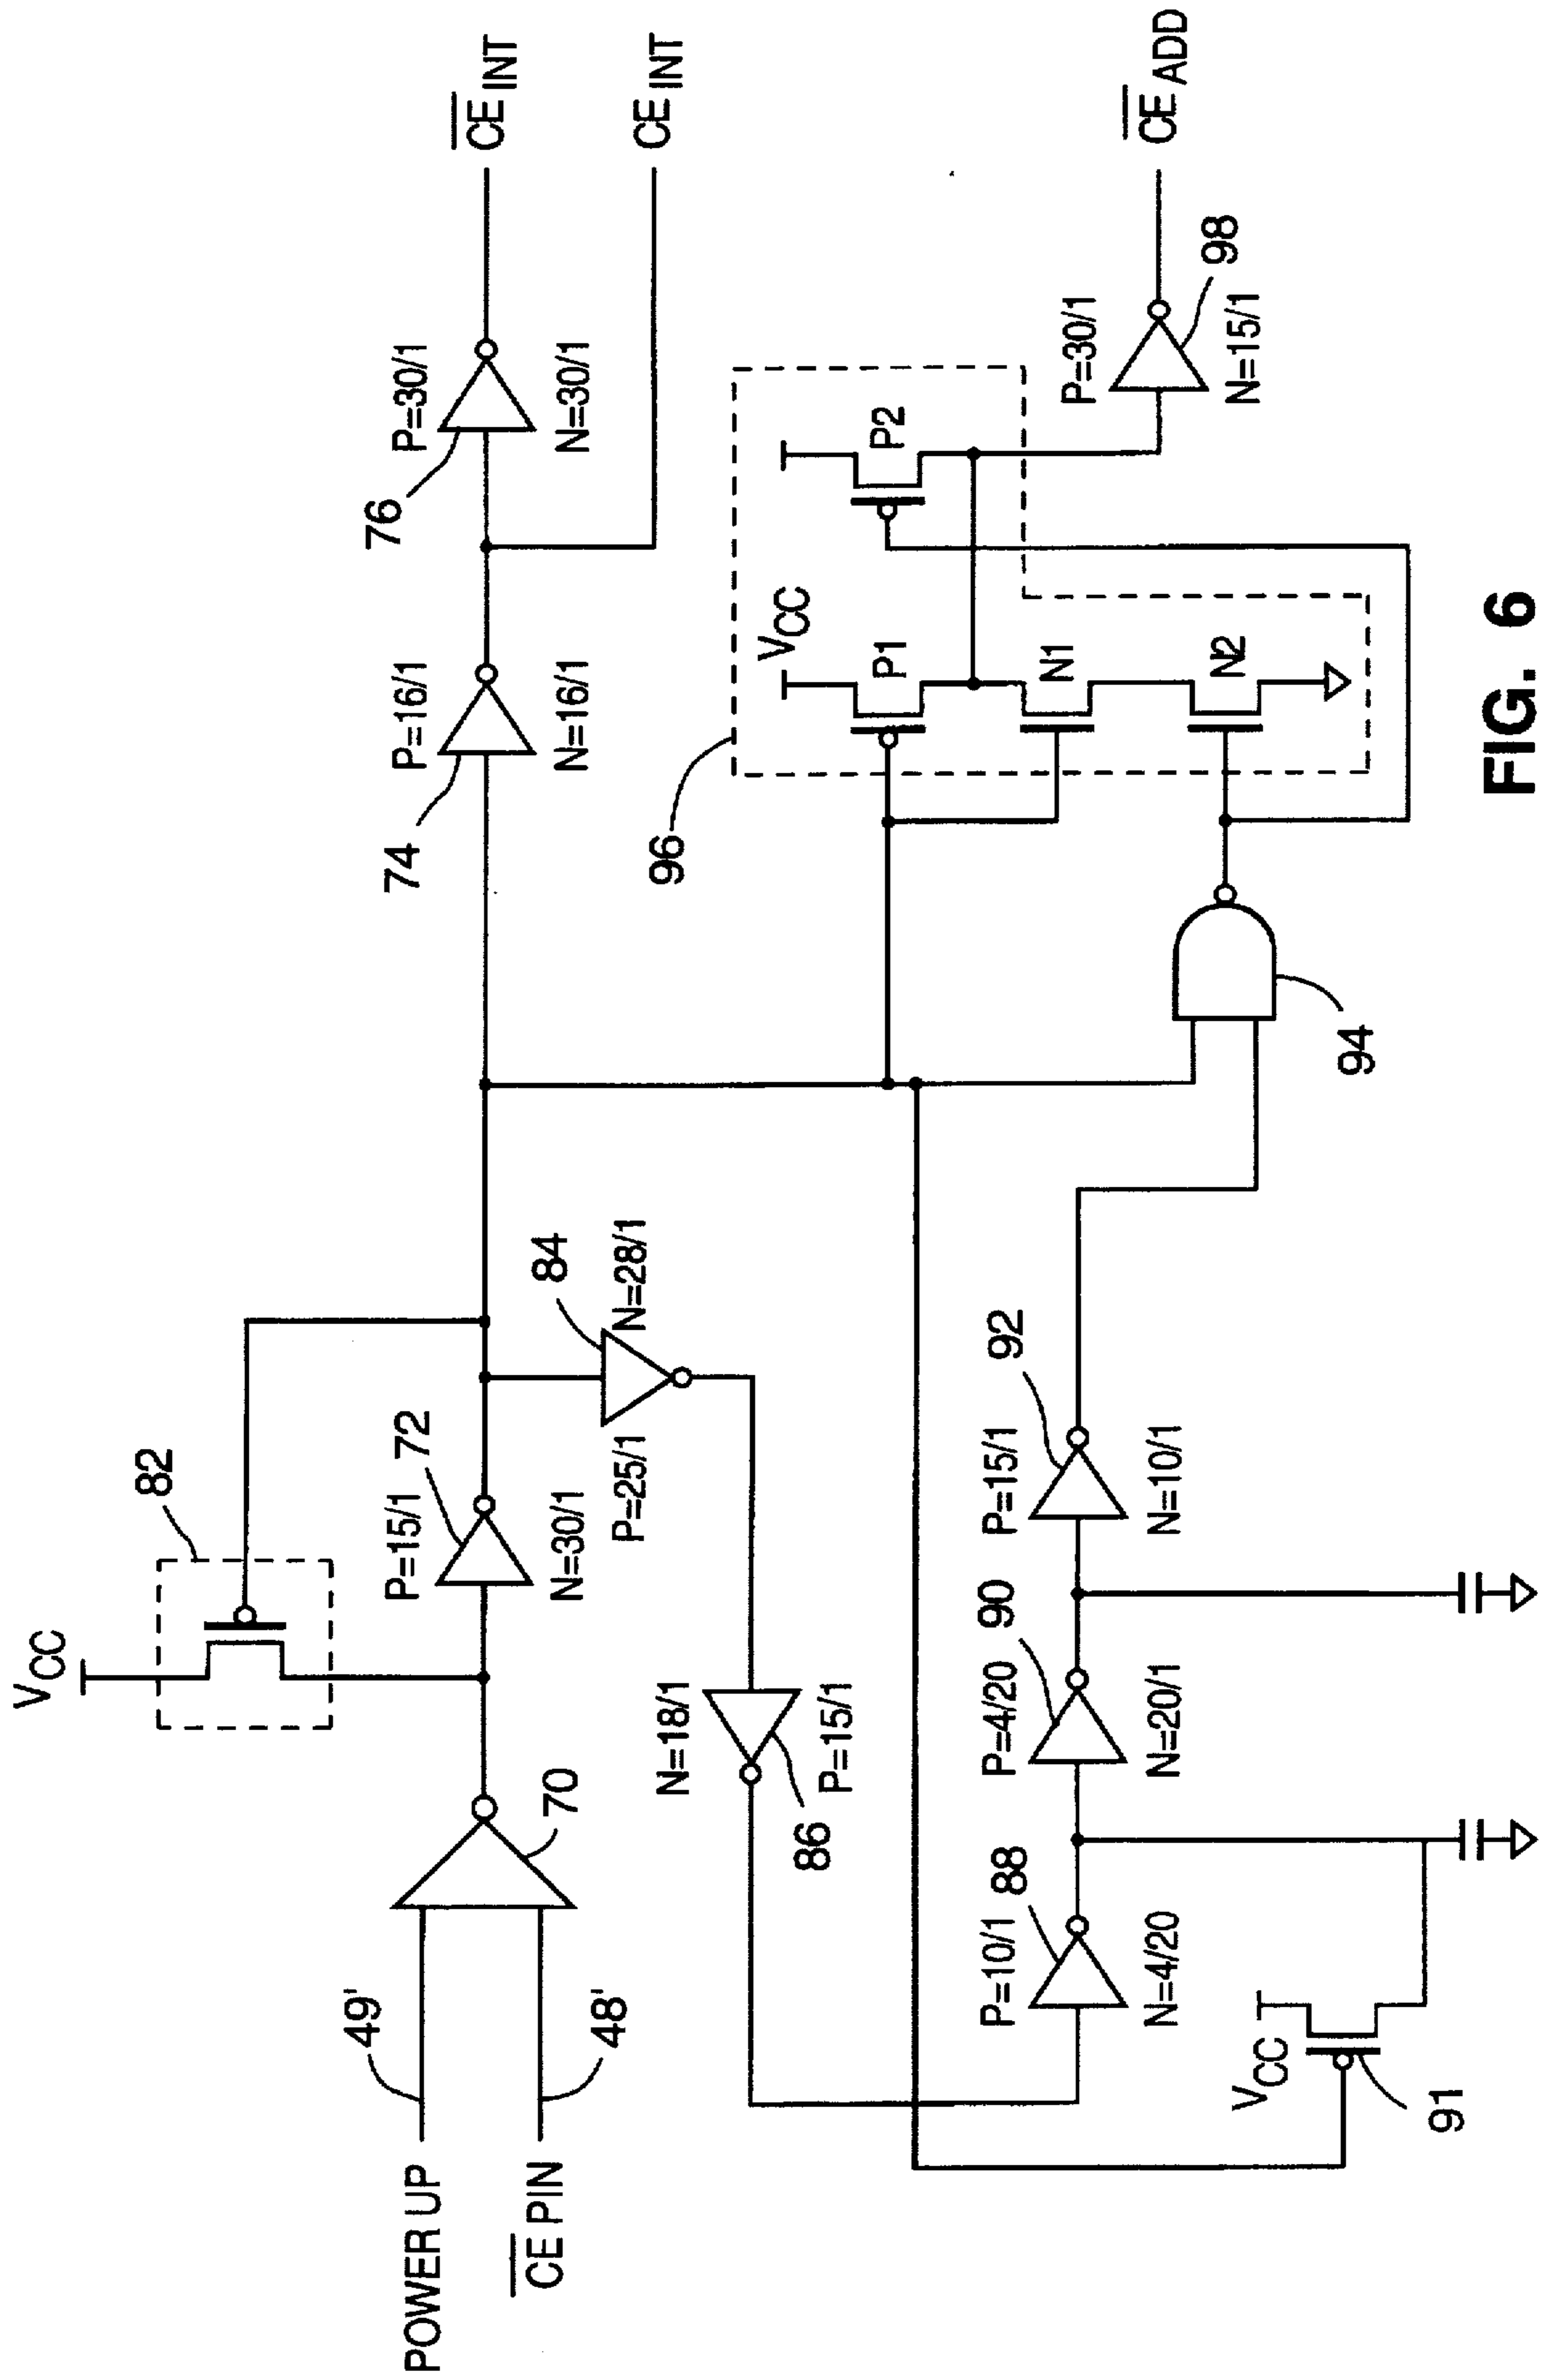 V_CC
82
P=15/1
72
N=30/1
POWER UP
49'
CE PIN
48'
70
84
N=28/1
P=25/1
N=18/1
86
P=15/1
P=16/1
74
N=16/1
P=30/1
76
N=30/1
CE INT
CE INT
96
V_CC
P1
P2
N1
N2
P=30/1
98
N=15/1
CE ADD
P=10/1
88
N=4/20
P=4/20
90
N=20/1
P=15/1
92
N=10/1
94
V_CC
91
FIG. 6